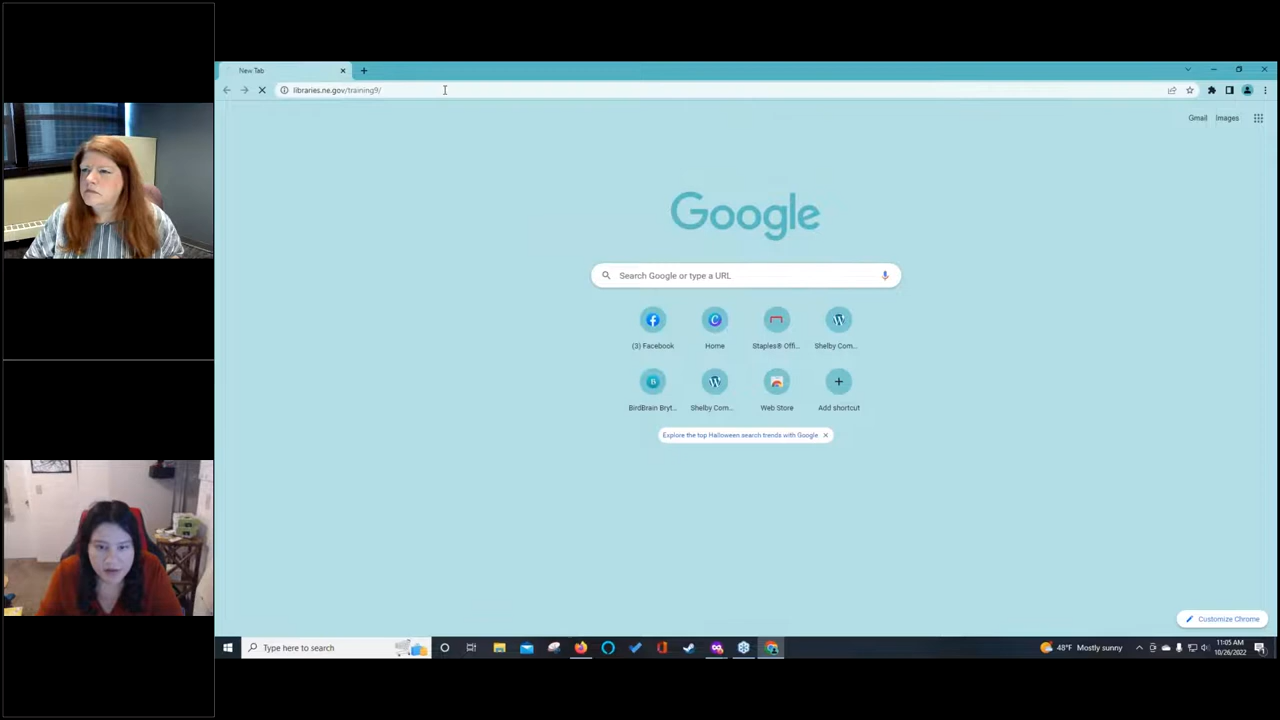 New Tab
libraries.ne.gov/training9/
Gmail Images
Google
Search Google or type a URL
(3) Facebook Home Staples® Offi... Shelby Com...
BirdBrain Bryt... Shelby Com... Web Store Add shortcut
Explore the top Halloween search trends with Google
Customize Chrome
Type here to search
48°F Mostly sunny
11:05 AM
10/26/2022